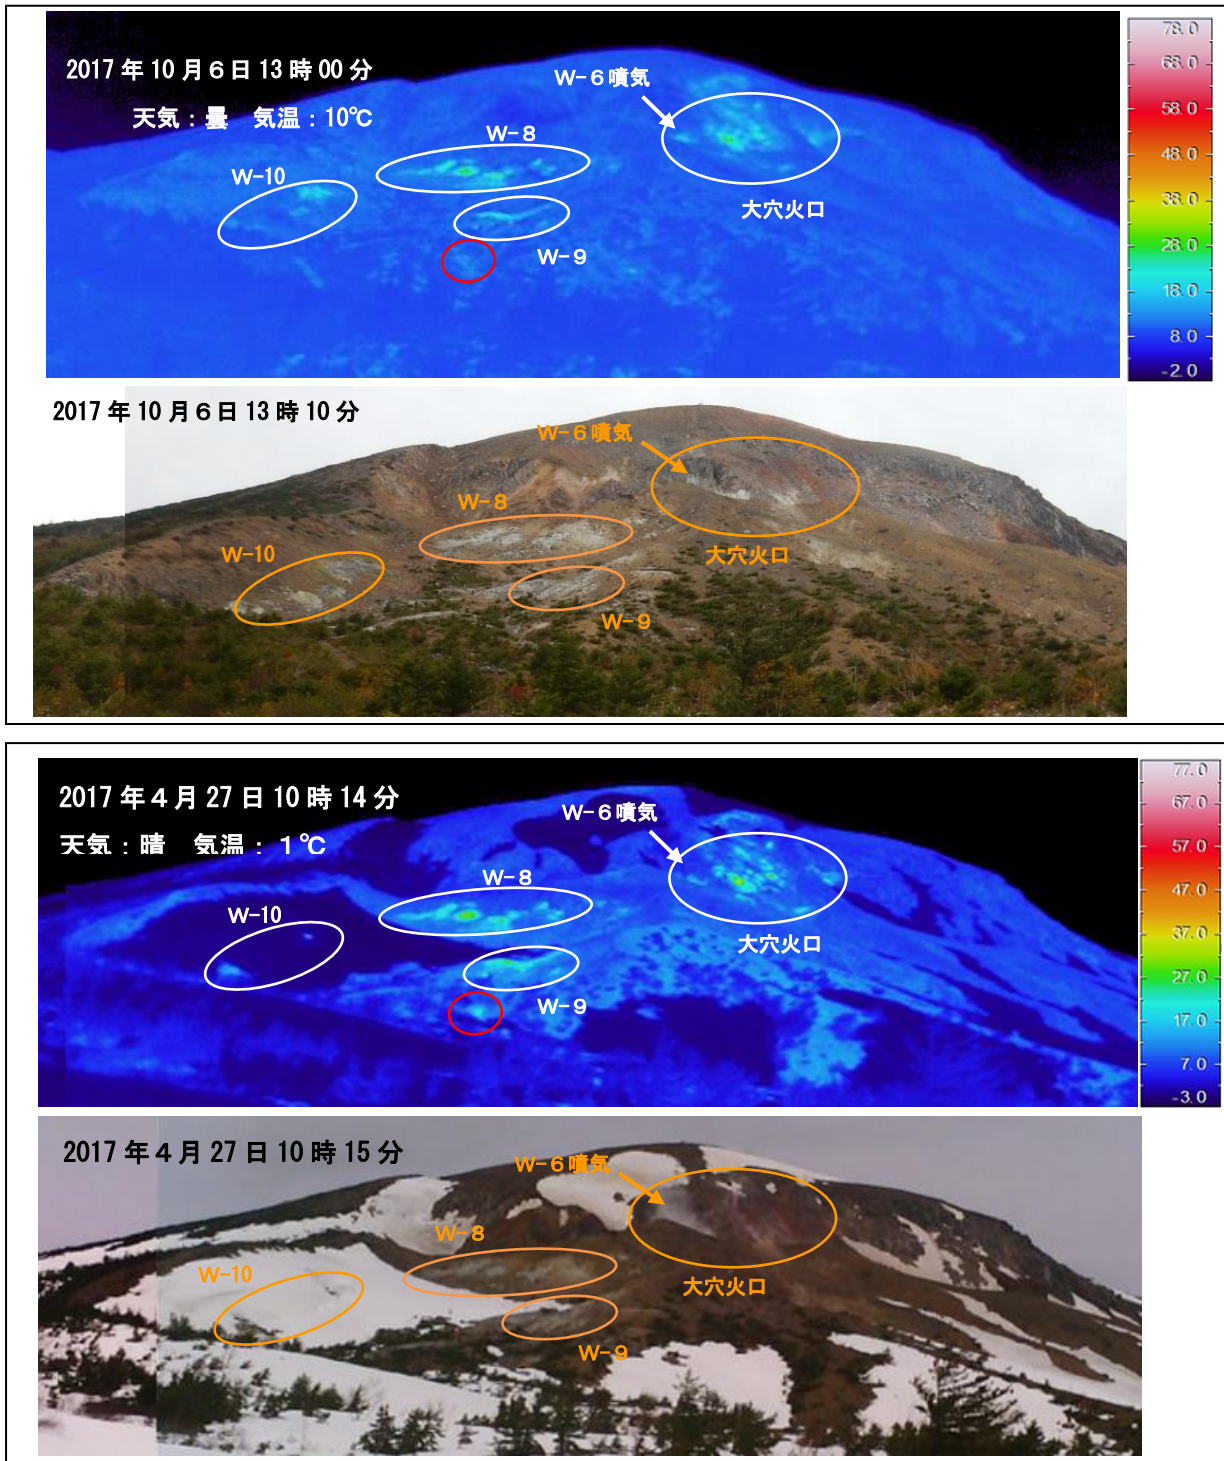 2017年10月6日13時00分
天気：曇　気温：10℃
W-6噴気
W-8
W-10
大穴火口
W-9
78.0
68.0
58.0
48.0
38.0
28.0
18.0
8.0
-2.0
2017年10月6日13時10分
W-6噴気
W-8
W-10
大穴火口
W-9
2017年4月27日10時14分
天気：晴　気温：1℃
W-6噴気
W-8
W-10
大穴火口
W-9
77.0
67.0
57.0
47.0
37.0
27.0
17.0
7.0
-3.0
2017年4月27日10時15分
W-6噴気
W-8
W-10
大穴火口
W-9